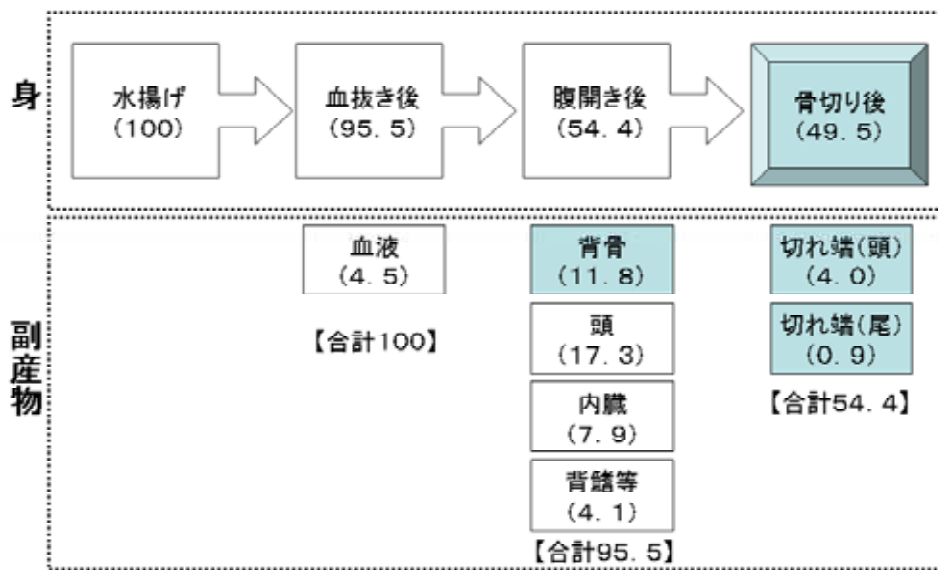 身
水揚げ
(100)
血抜き後
(95. 5)
腹開き後
(54. 4)
骨切り後
(49. 5)
副産物
血液
(4. 5)
【合計100】
背骨
(11. 8)
頭
(17. 3)
内臓
(7. 9)
背鰭等
(4. 1)
【合計95. 5】
切れ端(頭)
(4. 0)
切れ端(尾)
(0. 9)
【合計54. 4】